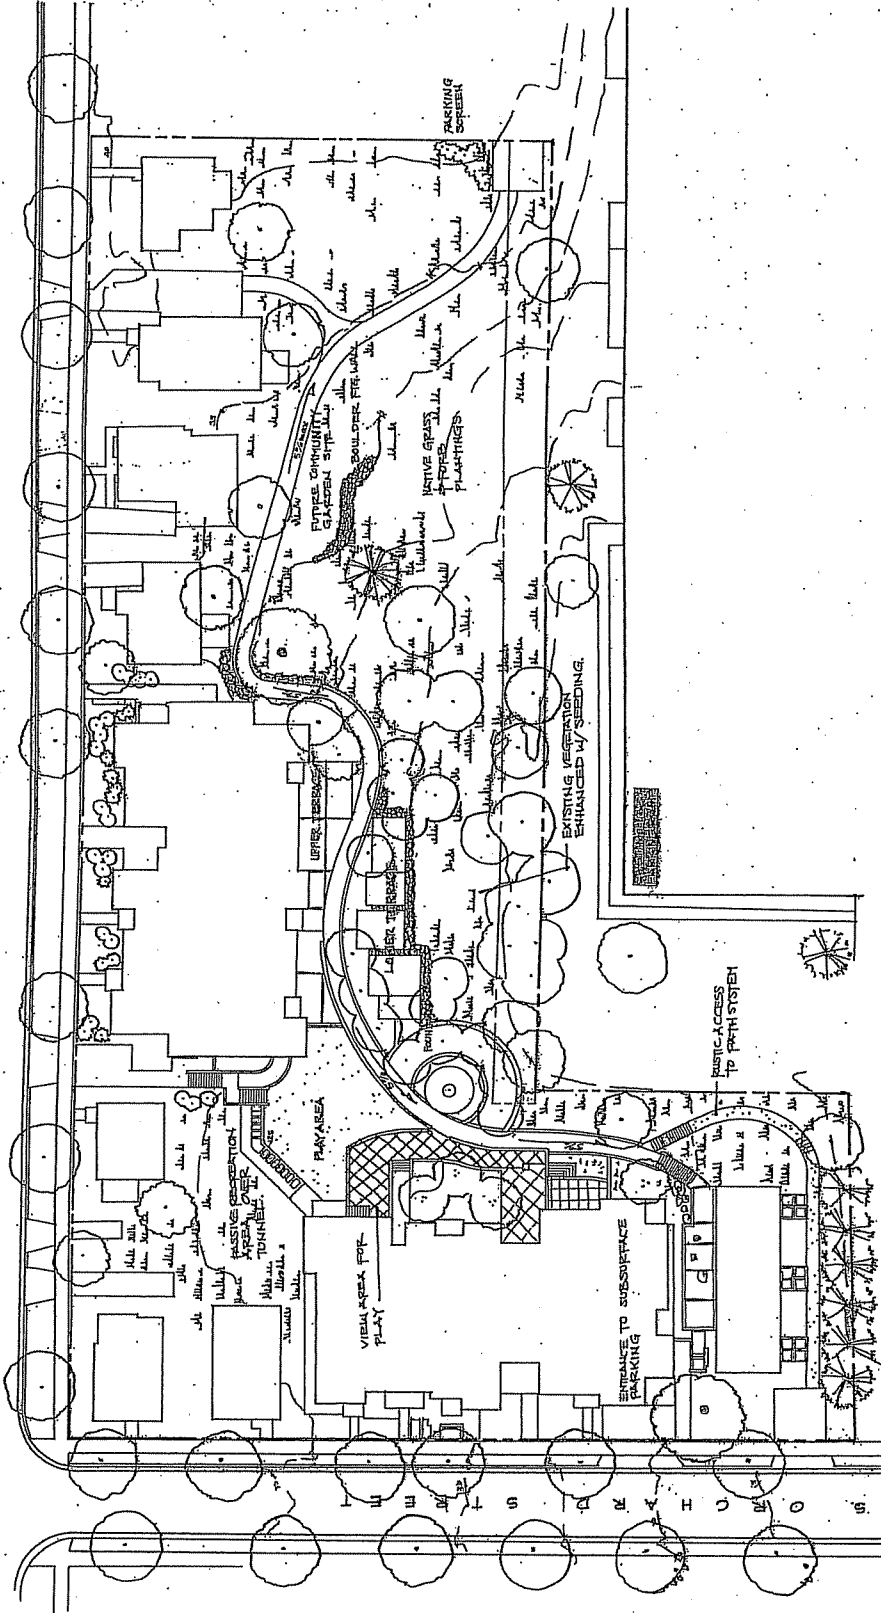 PARKING
SCREEN
FUTURE COMMUNITY
GARDEN SITE
BOULDER RTG. WALL
NATIVE GRASS
& FORB
PLANTINGS
EXISTING VEGETATION
ENHANCED W/ SEEDING.
UPPER TERRACE
LOWER TERRACE
RUSTIC ACCESS
TO PATH SYSTEM
PLAY AREA
PASSIVE RECREATION
AREA OVER
TUNNEL.
VIEW AREA FOR
PLAY
ENTRANCE TO SUBSURFACE
PARKING
S. ORCHARD STREET